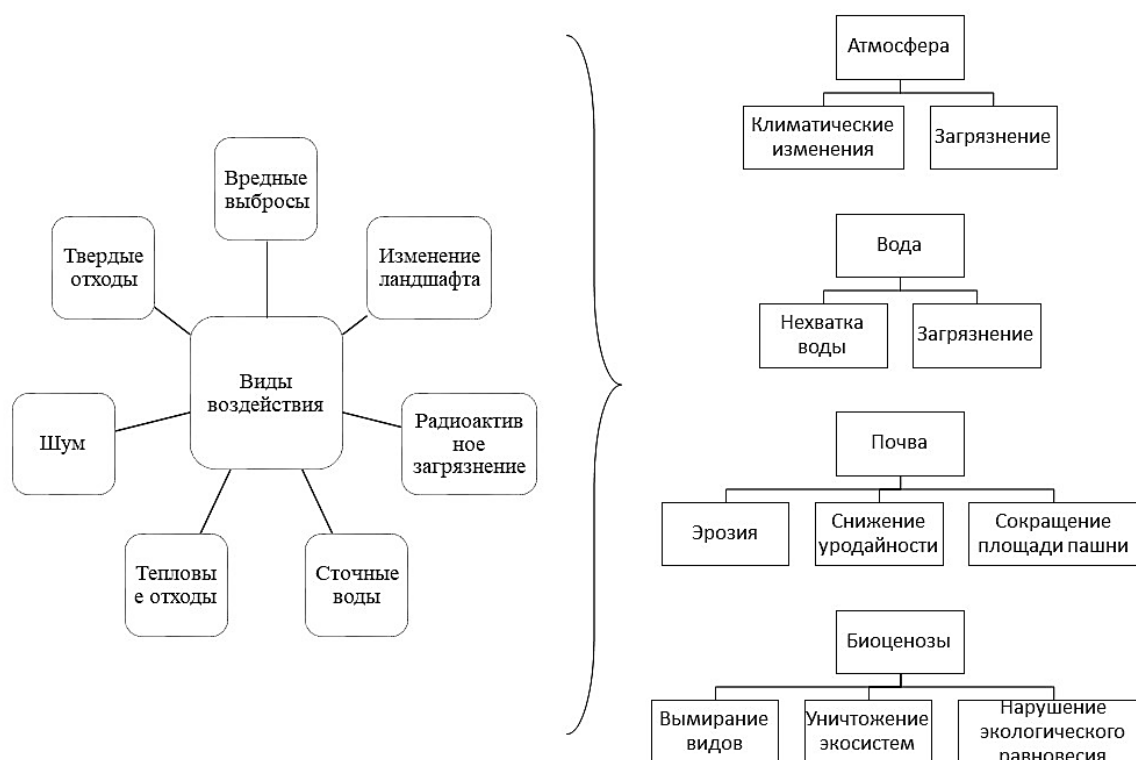 Вредные
выбросы
Изменение
ландшафта
Радиоактив
ное
загрязнение
Сточные
воды
Тепловы
е отходы
Шум
Твердые
отходы
Виды
воздействия
Атмосфера
Климатические
изменения
Загрязнение
Вода
Нехватка
воды
Загрязнение
Почва
Эрозия
Снижение
уродайности
Сокращение
площади пашни
Биоценозы
Вымирание
видов
Уничтожение
экосистем
Нарушение
экологического
равновесия